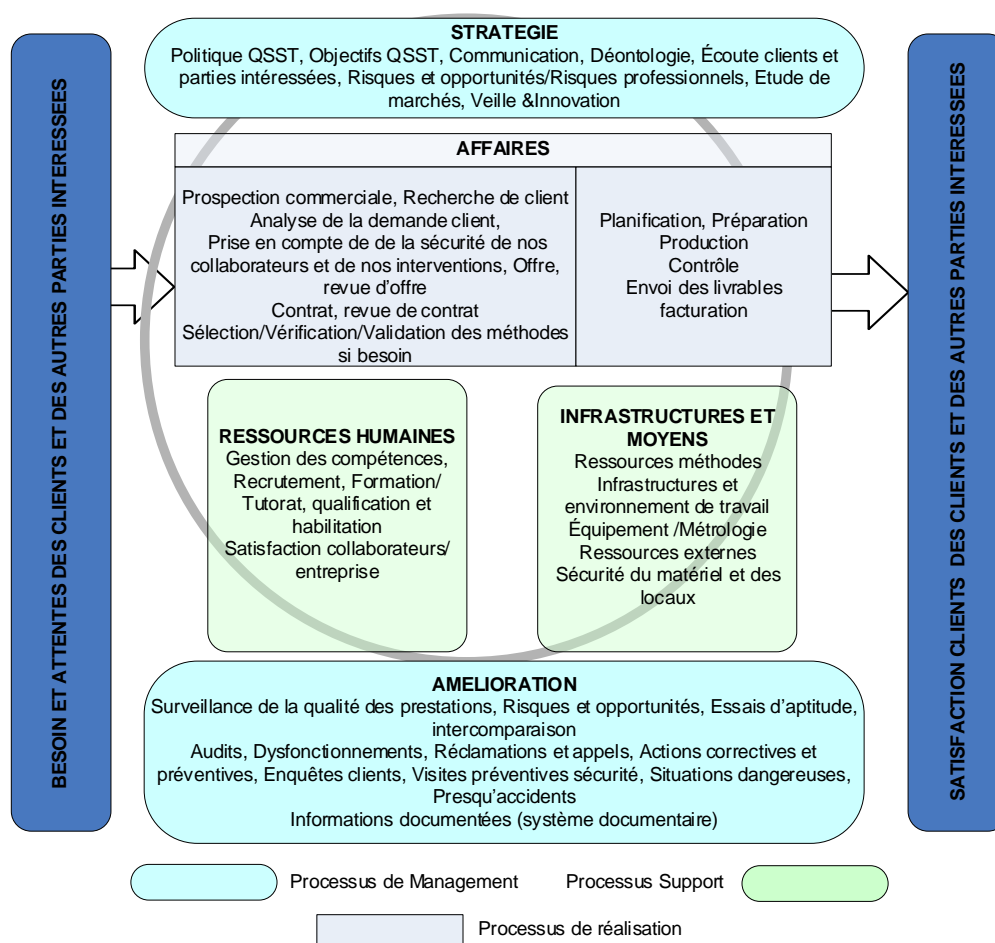 BESOIN ET ATTENTES DES CLIENTS ET DES AUTRES PARTIES INTERESSEES
STRATEGIE
Politique QSST, Objectifs QSST, Communication, Déontologie, Écoute clients et
parties intéressées, Risques et opportunités/Risques professionnels, Etude de
marchés, Veille &Innovation
AFFAIRES
Prospection commerciale, Recherche de client
Analyse de la demande client,
Prise en compte de de la sécurité de nos
collaborateurs et de nos interventions, Offre,
revue d'offre
Contrat, revue de contrat
Sélection/Vérification/Validation des méthodes
si besoin
Planification, Préparation
Production
Contrôle
Envoi des livrables
facturation
RESSOURCES HUMAINES
Gestion des compétences,
Recrutement, Formation/
Tutorat, qualification et
habilitation
Satisfaction collaborateurs/
entreprise
INFRASTRUCTURES ET
MOYENS
Ressources méthodes
Infrastructures et
environnement de travail
Équipement /Métrologie
Ressources externes
Sécurité du matériel et des
locaux
AMELIORATION
Surveillance de la qualité des prestations, Risques et opportunités, Essais d'aptitude,
intercomparaison
Audits, Dysfonctionnements, Réclamations et appels, Actions correctives et
préventives, Enquêtes clients, Visites préventives sécurité, Situations dangereuses,
Presqu'accidents
Informations documentées (système documentaire)
SATISFACTION CLIENTS DES CLIENTS ET DES AUTRES PARTIES INTERESSEES
Processus de Management
Processus Support
Processus de réalisation